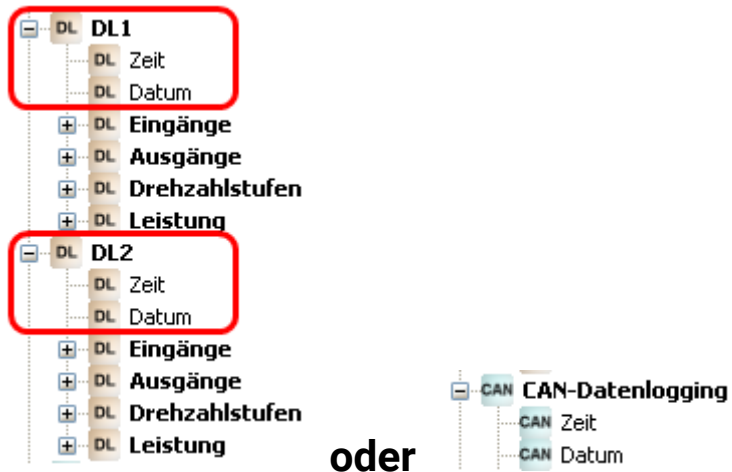 DL DL1
DL Zeit
DL Datum
DL Eingänge
DL Ausgänge
DL Drehzahlstufen
DL Leistung
DL DL2
DL Zeit
DL Datum
DL Eingänge
DL Ausgänge
DL Drehzahlstufen
DL Leistung
oder
CAN CAN-Datenlogging
CAN Zeit
CAN Datum